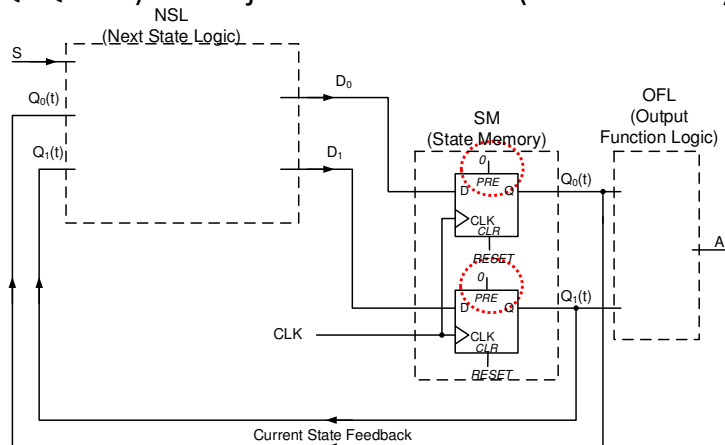 NSL
(Next State Logic)
S
Q0(t)
Q1(t)
D0
D1
SM
(State Memory)
OFL
(Output
Function Logic)
0
PRE
D Q
CLK
CLR
RESET
Q0(t)
A
0
PRE
D Q
CLK
CLR
RESET
Q1(t)
CLK
Current State Feedback